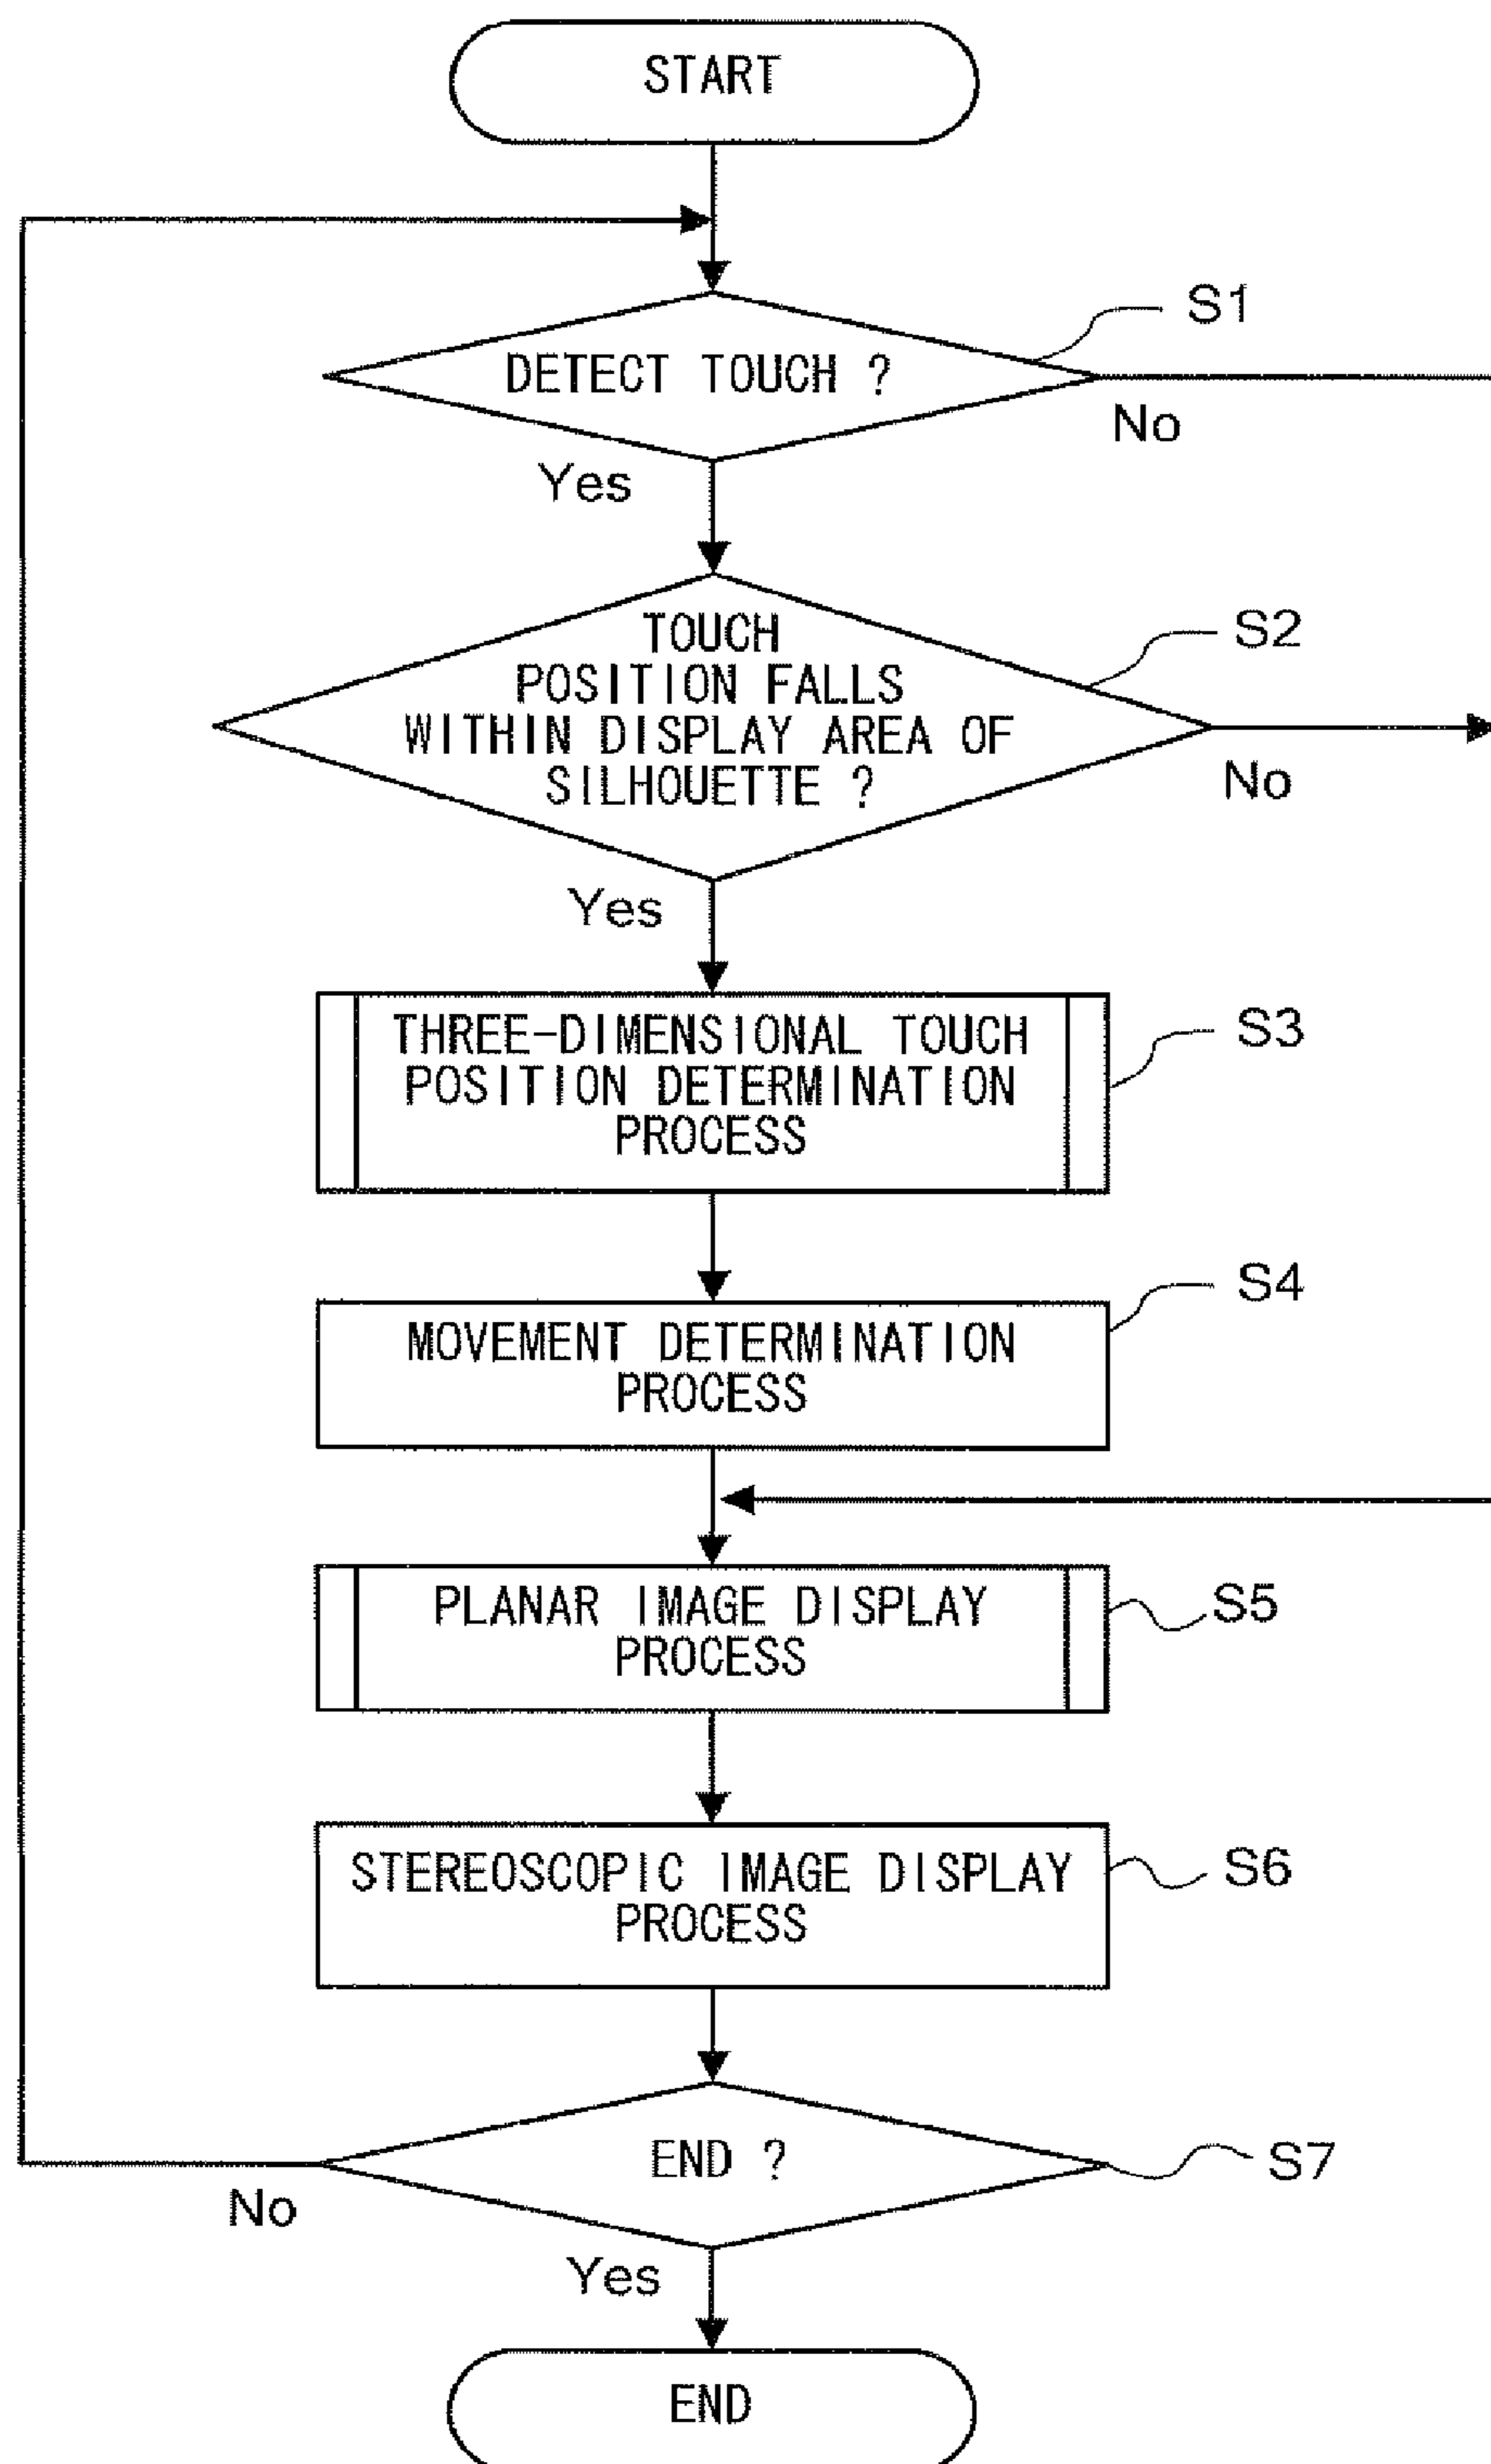 START
S1
DETECT TOUCH ?
No
Yes
S2
TOUCH
POSITION FALLS
WITHIN DISPLAY AREA OF
SILHOUETTE ?
No
Yes
S3
THREE-DIMENSIONAL TOUCH
POSITION DETERMINATION
PROCESS
S4
MOVEMENT DETERMINATION
PROCESS
S5
PLANAR IMAGE DISPLAY
PROCESS
S6
STEREOSCOPIC IMAGE DISPLAY
PROCESS
END ?
S7
No
Yes
END